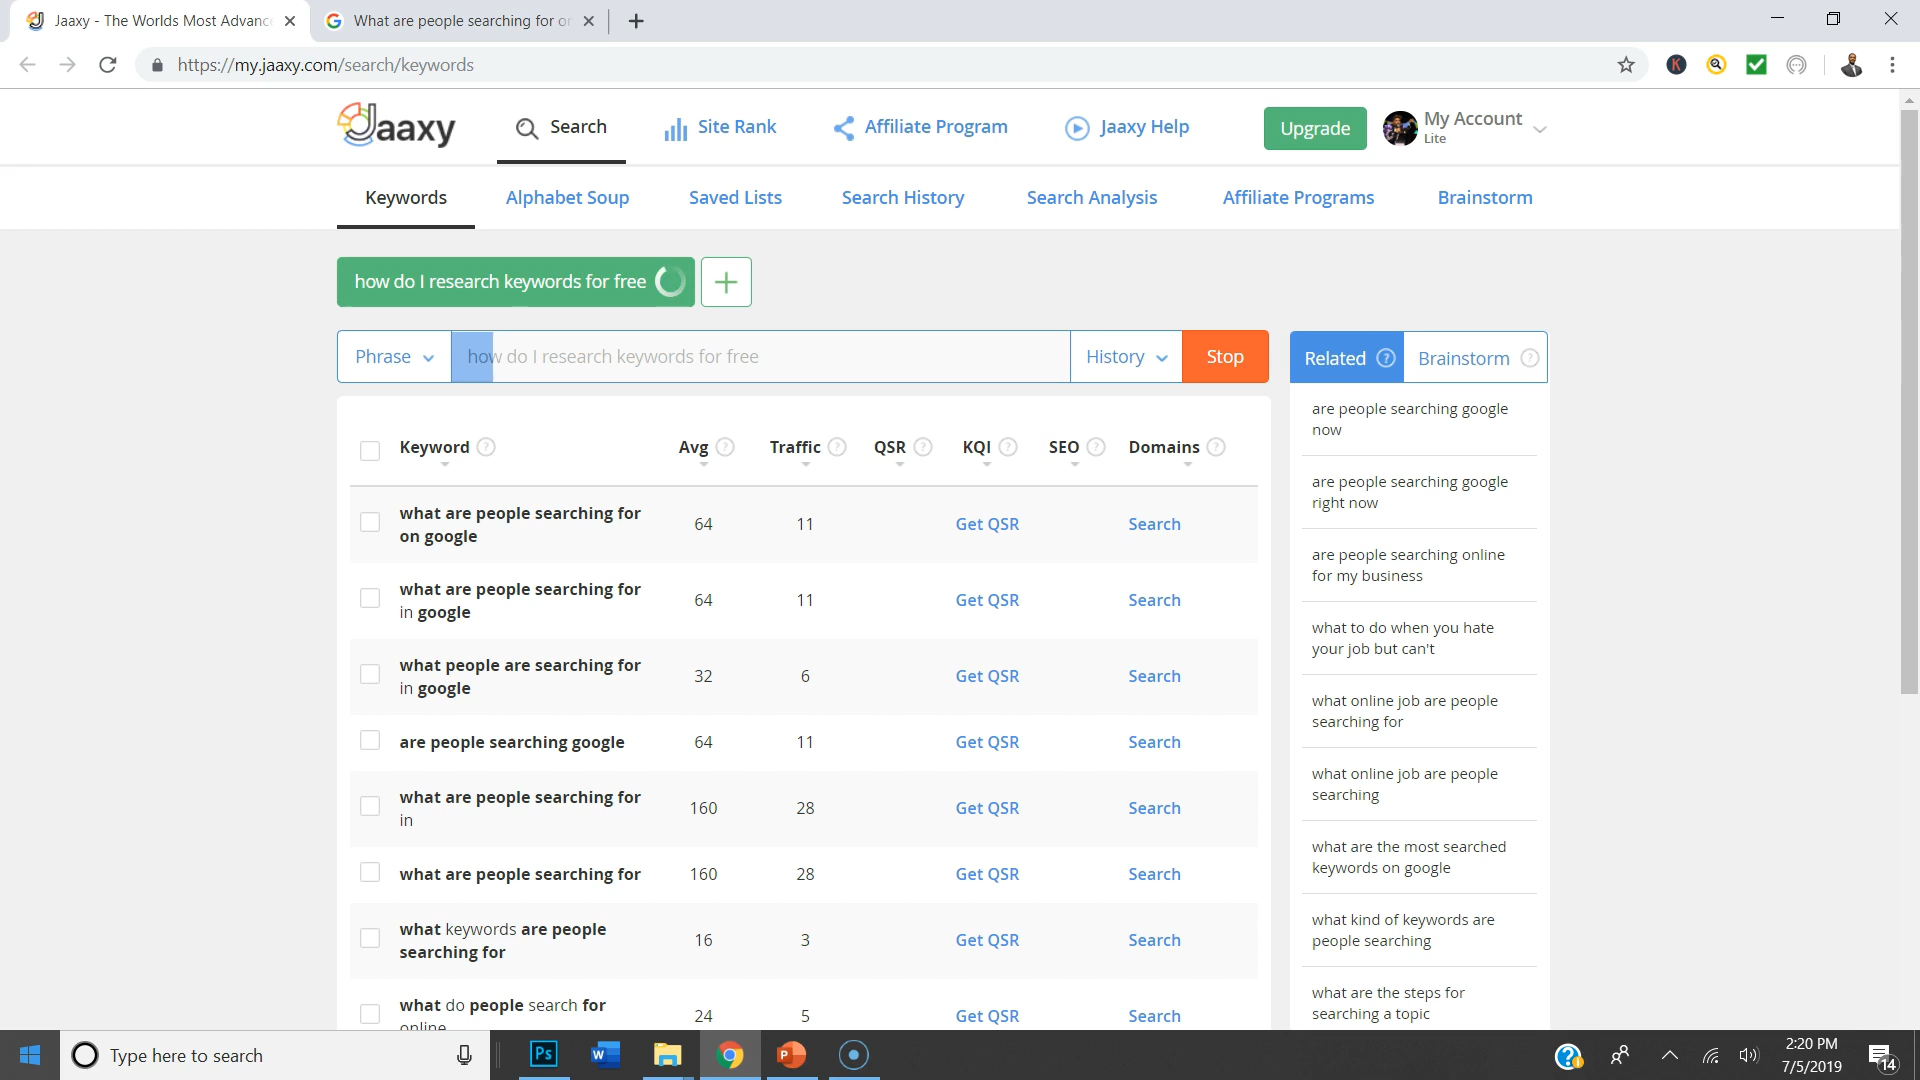 Jaaxy - The Worlds Most Advanc
What are people searching for or
https://my.jaaxy.com/search/keywords
K
Jaaxy
Search
Site Rank
Affiliate Program
Jaaxy Help
Upgrade
My Account
Lite
Keywords
Alphabet Soup
Saved Lists
Search History
Search Analysis
Affiliate Programs
Brainstorm
how do I research keywords for free
+
Phrase
how do I research keywords for free
History
Stop
Related ?
Brainstorm ?
Keyword ?
Avg ?
Traffic ?
QSR ?
KQI ?
SEO ?
Domains ?
what are people searching for
on google
64
11
Get QSR
Search
what are people searching for
in google
64
11
Get QSR
Search
what people are searching for
in google
32
6
Get QSR
Search
are people searching google
64
11
Get QSR
Search
what are people searching for
in
160
28
Get QSR
Search
what are people searching for
160
28
Get QSR
Search
what keywords are people
searching for
16
3
Get QSR
Search
what do people search for
online
24
5
Get QSR
Search
are people searching google
now
are people searching google
right now
are people searching online
for my business
what to do when you hate
your job but can't
what online job are people
searching for
what online job are people
searching
what are the most searched
keywords on google
what kind of keywords are
people searching
what are the steps for
searching a topic
Type here to search
Ps
W
P
?
2:20 PM
7/5/2019
14